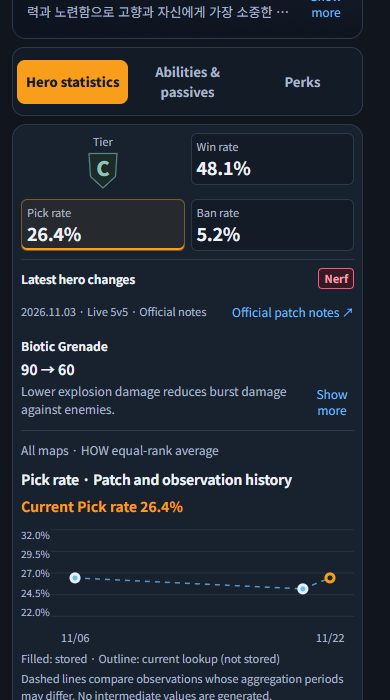 력과 노련함으로 고향과 자신에게 가장 소중한 …
more
Hero statistics
Abilities &
passives
Perks
Tier
C
Win rate
48.1%
Pick rate
26.4%
Ban rate
5.2%
Latest hero changes
Nerf
2026.11.03 · Live 5v5 · Official notes
Official patch notes ↗
Biotic Grenade
90 → 60
Lower explosion damage reduces burst damage
against enemies.
Show
more
All maps · HOW equal-rank average
Pick rate · Patch and observation history
Current Pick rate 26.4%
32.0%
29.5%
27.0%
24.5%
22.0%
11/06
11/22
Filled: stored · Outline: current lookup (not stored)
Dashed lines compare observations whose aggregation periods
may differ. No intermediate values are generated.